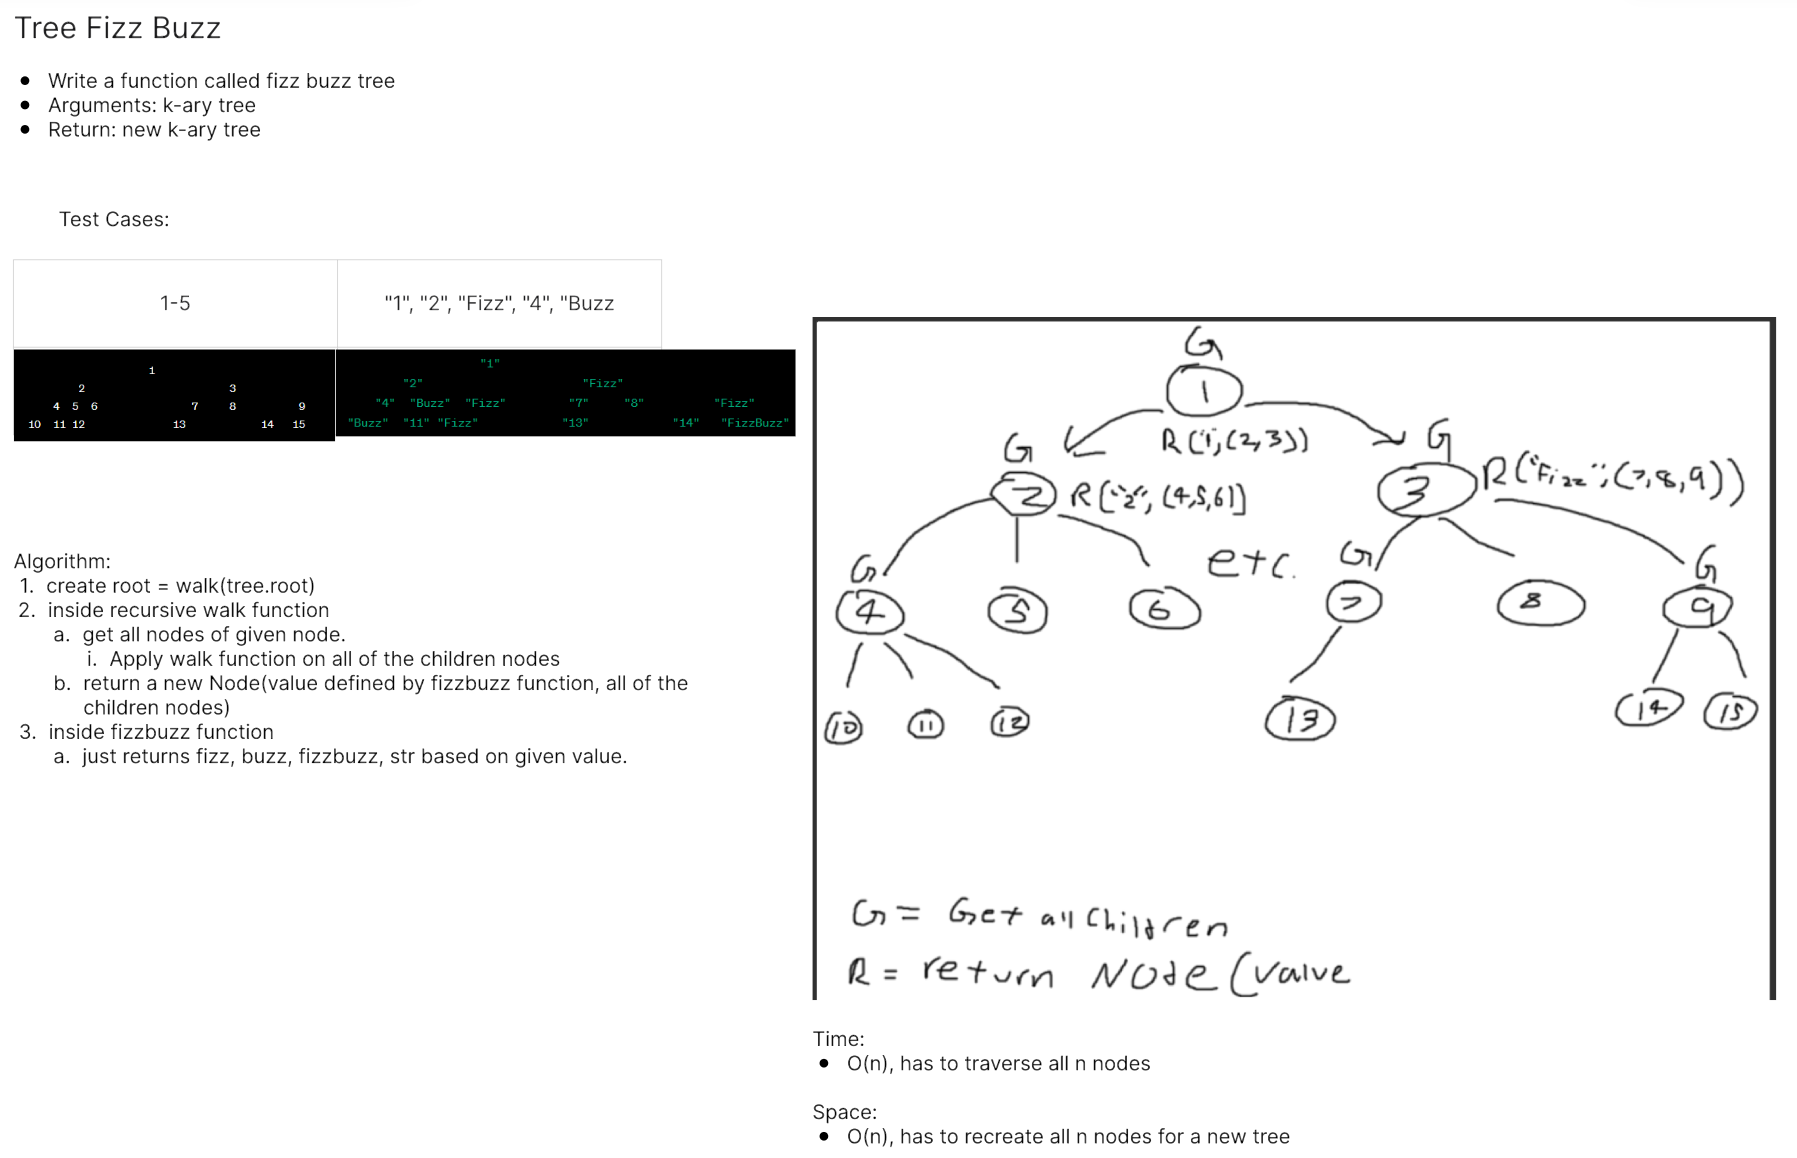 Tree Fizz Buzz
• Write a function called fizz buzz tree
• Arguments: k-ary tree
• Return: new k-ary tree
Test Cases:
1-5
"1", "2", "Fizz", "4", "Buzz
1
2 3
4 5 6 7 8 9
10 11 12 13 14 15
"1"
"2" "Fizz"
"4" "Buzz" "Fizz" "7" "8" "Fizz"
"Buzz" "11" "Fizz" "13" "14" "FizzBuzz"
Algorithm:
1. create root = walk(tree.root)
2. inside recursive walk function
a. get all nodes of given node.
i. Apply walk function on all of the children nodes
b. return a new Node(value defined by fizzbuzz function, all of the
children nodes)
3. inside fizzbuzz function
a. just returns fizz, buzz, fizzbuzz, str based on given value.
G
1
G R("1", (2,3)) G
2 R("2", (4,5,6)] 3 R("Fizz", (7,8,9))
G etc. G G
4 5 6 7 8 9
10 11 12 13 14 15
G = Get all Children
R = return Node (value
Time:
• O(n), has to traverse all n nodes
Space:
• O(n), has to recreate all n nodes for a new tree